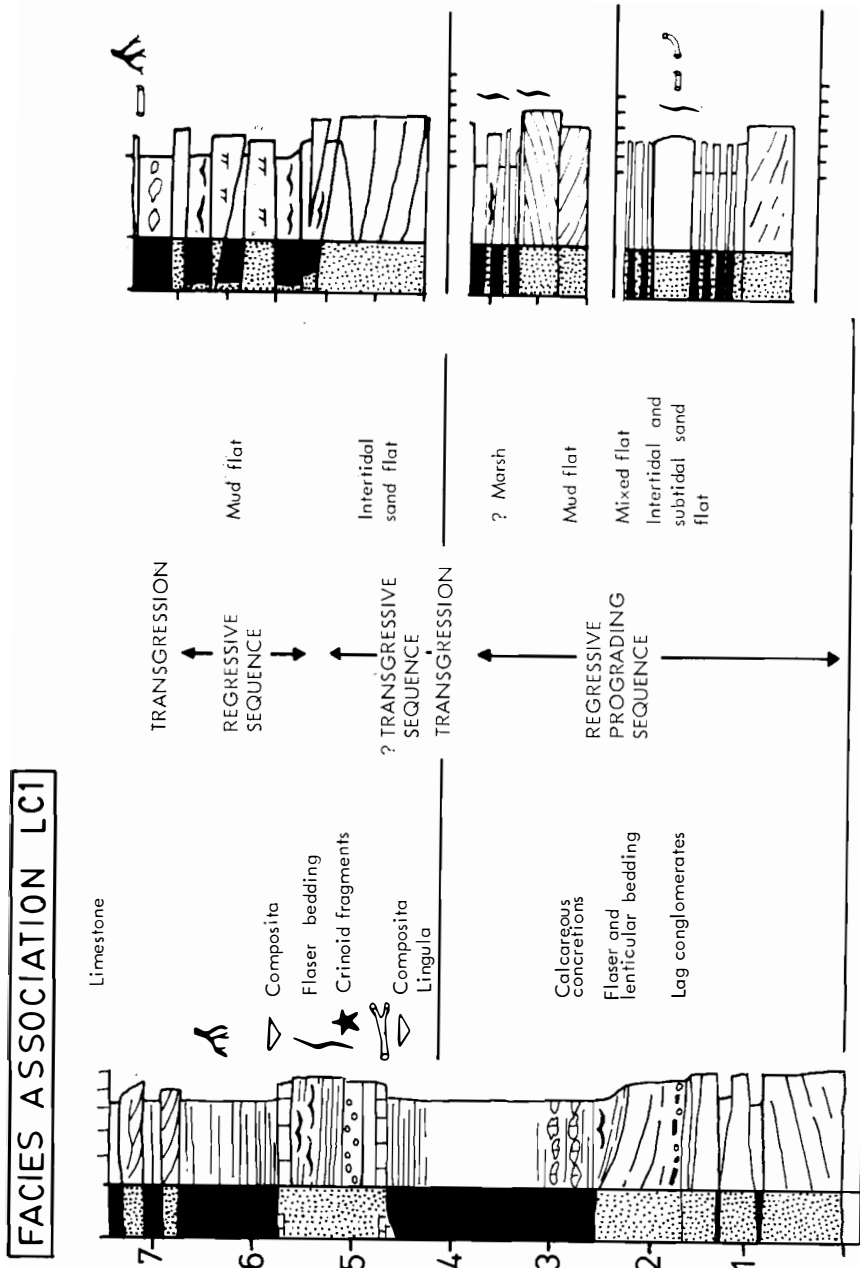 FACIES ASSOCIATION LC1
Limestone
Composita
Flaser bedding
Crinoid fragments
Composita
Lingula
Calcareous
concretions
Flaser and
lenticular bedding
Lag conglomerates
7
6
5
4
3
2
1
TRANSGRESSION
REGRESSIVE
SEQUENCE
? TRANSGRESSIVE
SEQUENCE
TRANSGRESSION
REGRESSIVE
PROGRADING
SEQUENCE
Mud flat
Intertidal
sand flat
? Marsh
Mud flat
Mixed flat
Intertidal and
subtidal sand
flat